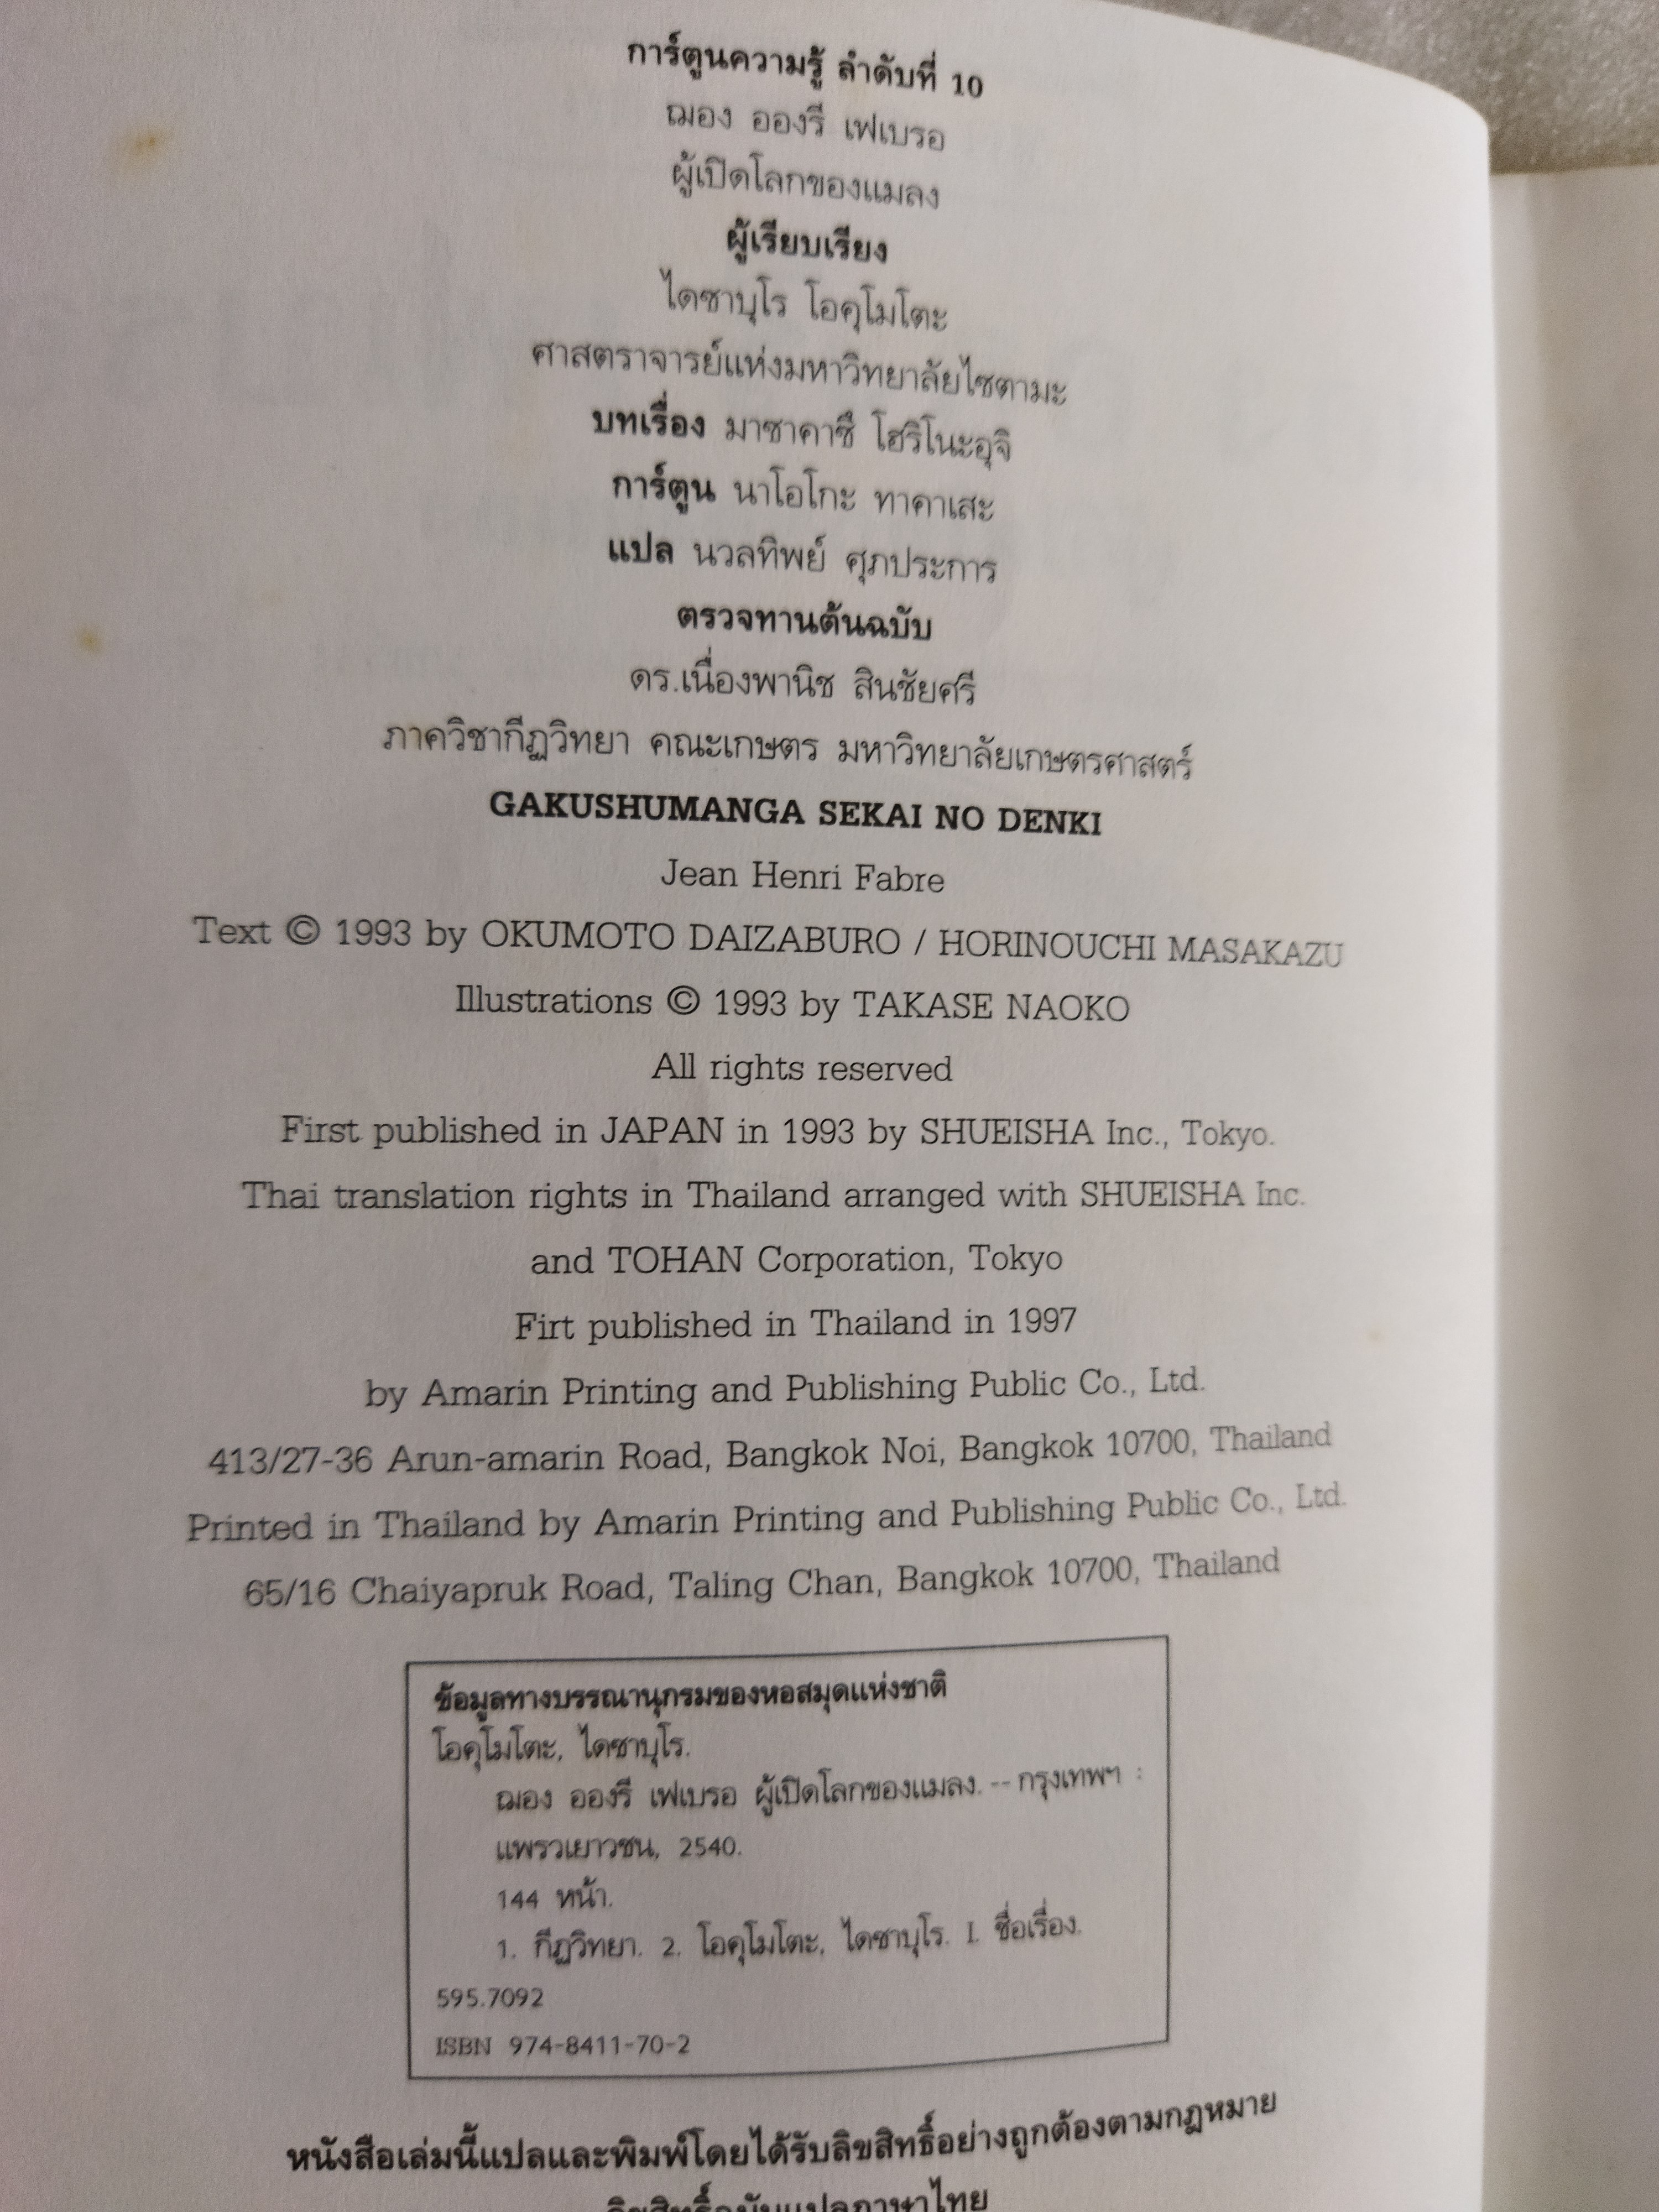 การ์ตูนความรู้ ลำดับที่ 10
ฌอง อองรี เฟเบรอ
ผู้เปิดโลกของแมลง
ผู้เรียบเรียง
ไดซาบุโร โอคุโมโตะ
ศาสตราจารย์แห่งมหาวิทยาลัยไซตามะ
บทเรื่อง มาซาคาซึ โฮริโนะอุจิ
การ์ตูน นาโอโกะ ทาคาเสะ
แปล นวลทิพย์ ศุภประการ
ตรวจทานต้นฉบับ
ดร.เนื่องพานิช สินชัยศรี
ภาควิชากีฏวิทยา คณะเกษตร มหาวิทยาลัยเกษตรศาสตร์
GAKUSHUMANGA SEKAI NO DENKI
Jean Henri Fabre
Text © 1993 by OKUMOTO DAIZABURO / HORINOUCHI MASAKAZU
Illustrations © 1993 by TAKASE NAOKO
All rights reserved
First published in JAPAN in 1993 by SHUEISHA Inc., Tokyo.
Thai translation rights in Thailand arranged with SHUEISHA Inc.
and TOHAN Corporation, Tokyo
Firt published in Thailand in 1997
by Amarin Printing and Publishing Public Co., Ltd.
413/27-36 Arun-amarin Road, Bangkok Noi, Bangkok 10700, Thailand
Printed in Thailand by Amarin Printing and Publishing Public Co., Ltd.
65/16 Chaiyapruk Road, Taling Chan, Bangkok 10700, Thailand
ข้อมูลทางบรรณานุกรมของหอสมุดแห่งชาติ
โอคุโมโตะ, ไดซาบุโร.
ฌอง อองรี เฟเบรอ ผู้เปิดโลกของแมลง. -- กรุงเทพฯ :
แพรวเยาวชน, 2540.
144 หน้า.
1. กีฏวิทยา. 2. โอคุโมโตะ, ไดซาบุโร. I. ชื่อเรื่อง.
595.7092
ISBN 974-8411-70-2
หนังสือเล่มนี้แปลและพิมพ์โดยได้รับลิขสิทธิ์อย่างถูกต้องตามกฎหมาย
ลิขสิทธิ์ฉบับแปลภาษาไทย